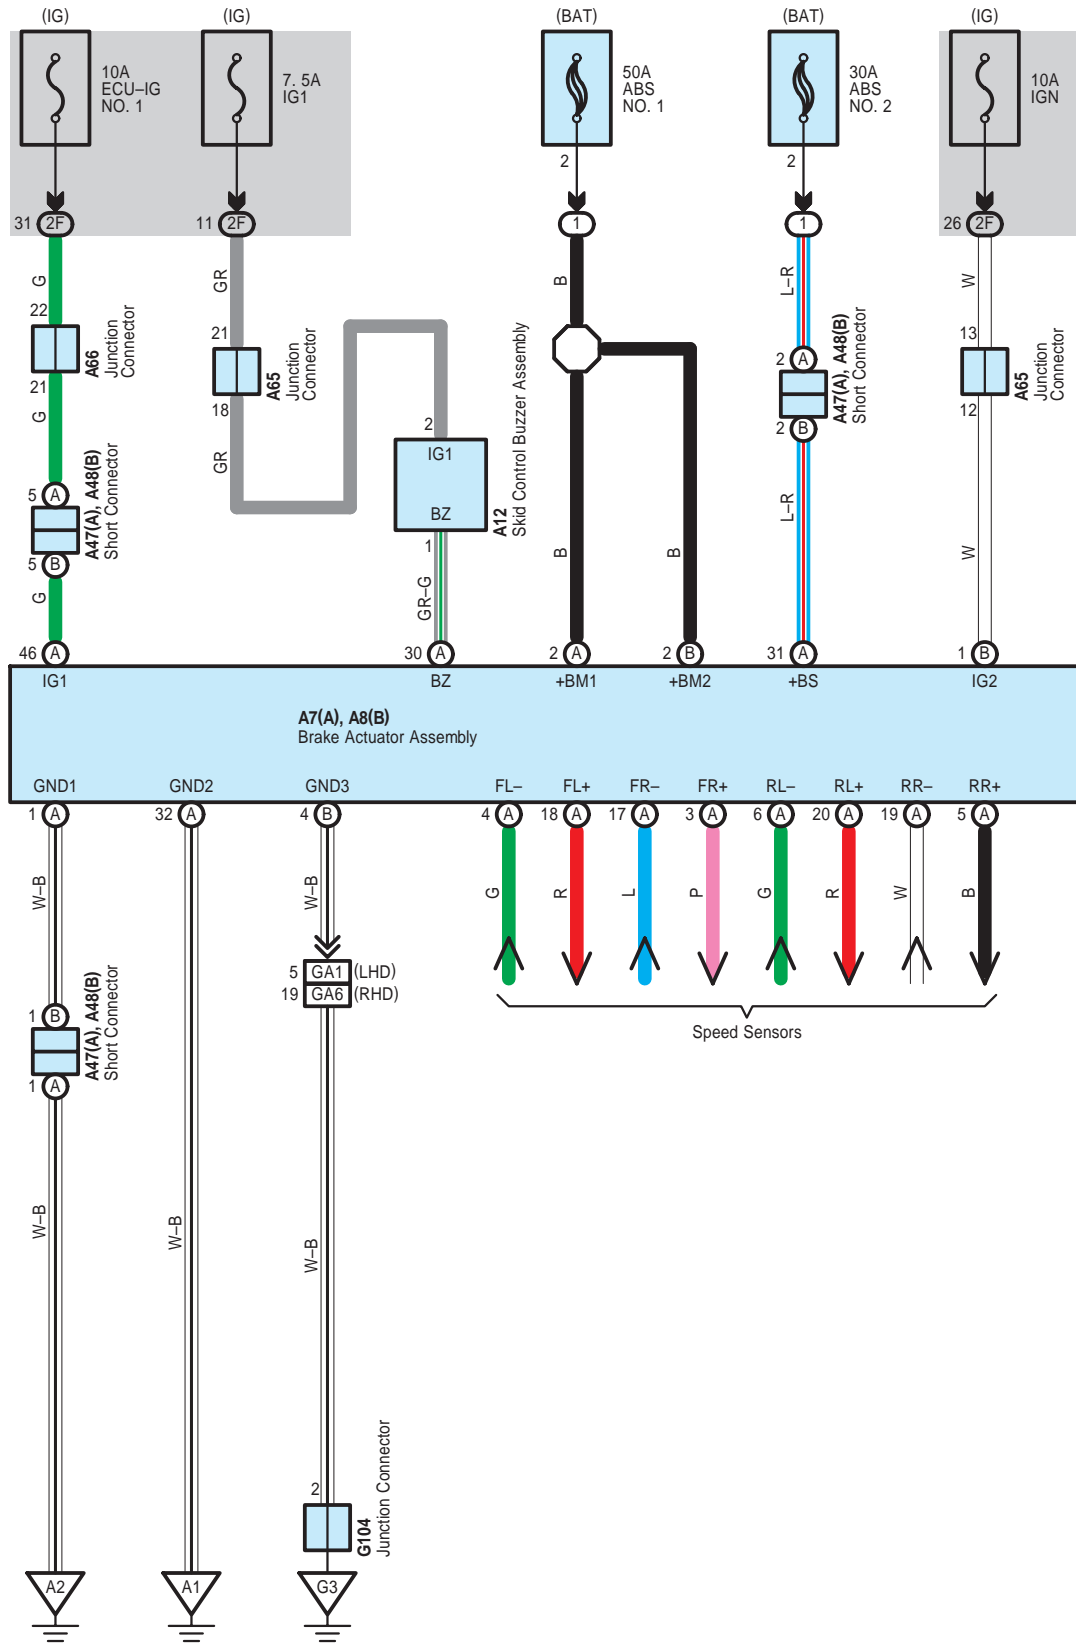 (IG)
(IG)
(BAT)
(BAT)
(IG)
10A
ECU–IG
NO. 1
7. 5A
IG1
50A
ABS
NO. 1
30A
ABS
NO. 2
10A
IGN
2
2
31 2F
11 2F
1
1
26 2F
G
GR
B
L–R
W
22
A66
Junction
Connector
21
21
A65
Junction
Connector
18
2 A
A47(A), A48(B)
Short Connector
2 B
13
A65
Junction
Connector
12
G
GR
2
IG1
BZ
1
A12
Skid Control Buzzer Assembly
L–R
5 A
A47(A), A48(B)
Short Connector
5 B
G
GR–G
B
B
W
46 A
30 A
2 A
2 B
31 A
1 B
IG1
BZ
+BM1
+BM2
+BS
IG2
A7(A), A8(B)
Brake Actuator Assembly
GND1
GND2
GND3
FL–
FL+
FR–
FR+
RL–
RL+
RR–
RR+
1 A
32 A
4 B
4 A
18 A
17 A
3 A
6 A
20 A
19 A
5 A
W–B
W–B
G
R
L
P
G
R
W
B
5 GA1 (LHD)
19 GA6 (RHD)
Speed Sensors
1 B
A47(A), A48(B)
Short Connector
1 A
W–B
W–B
W–B
2
G104
Junction Connector
A2
A1
G3